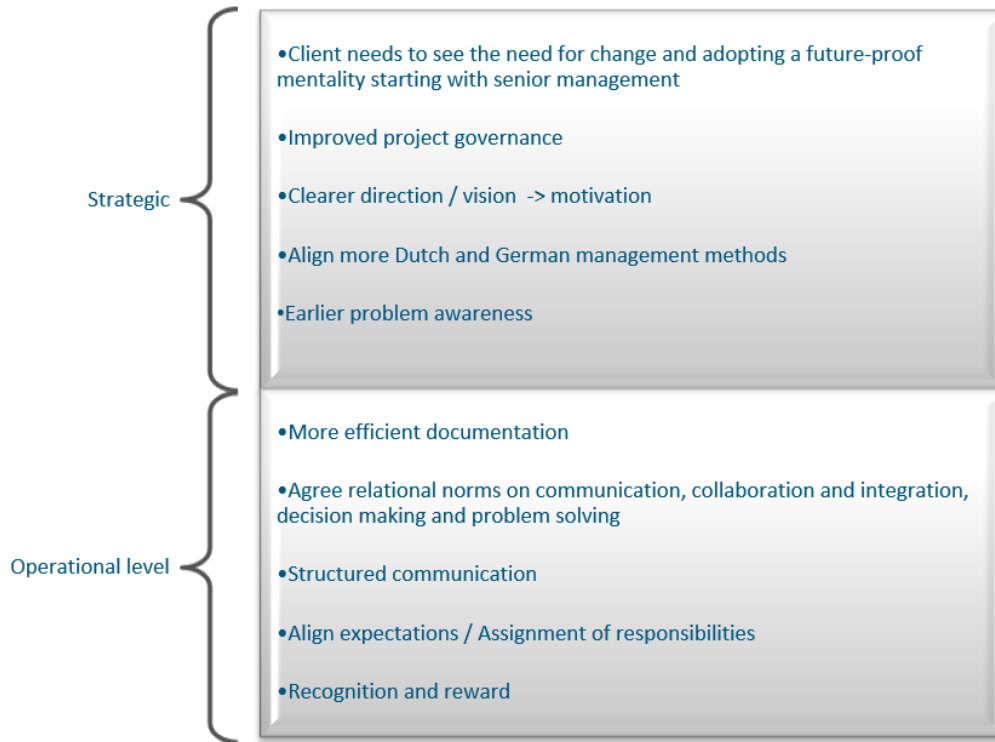 Strategic
•Client needs to see the need for change and adopting a future-proof
mentality starting with senior management
•Improved project governance
•Clearer direction / vision -> motivation
•Align more Dutch and German management methods
•Earlier problem awareness
Operational level
•More efficient documentation
•Agree relational norms on communication, collaboration and integration,
decision making and problem solving
•Structured communication
•Align expectations / Assignment of responsibilities
•Recognition and reward